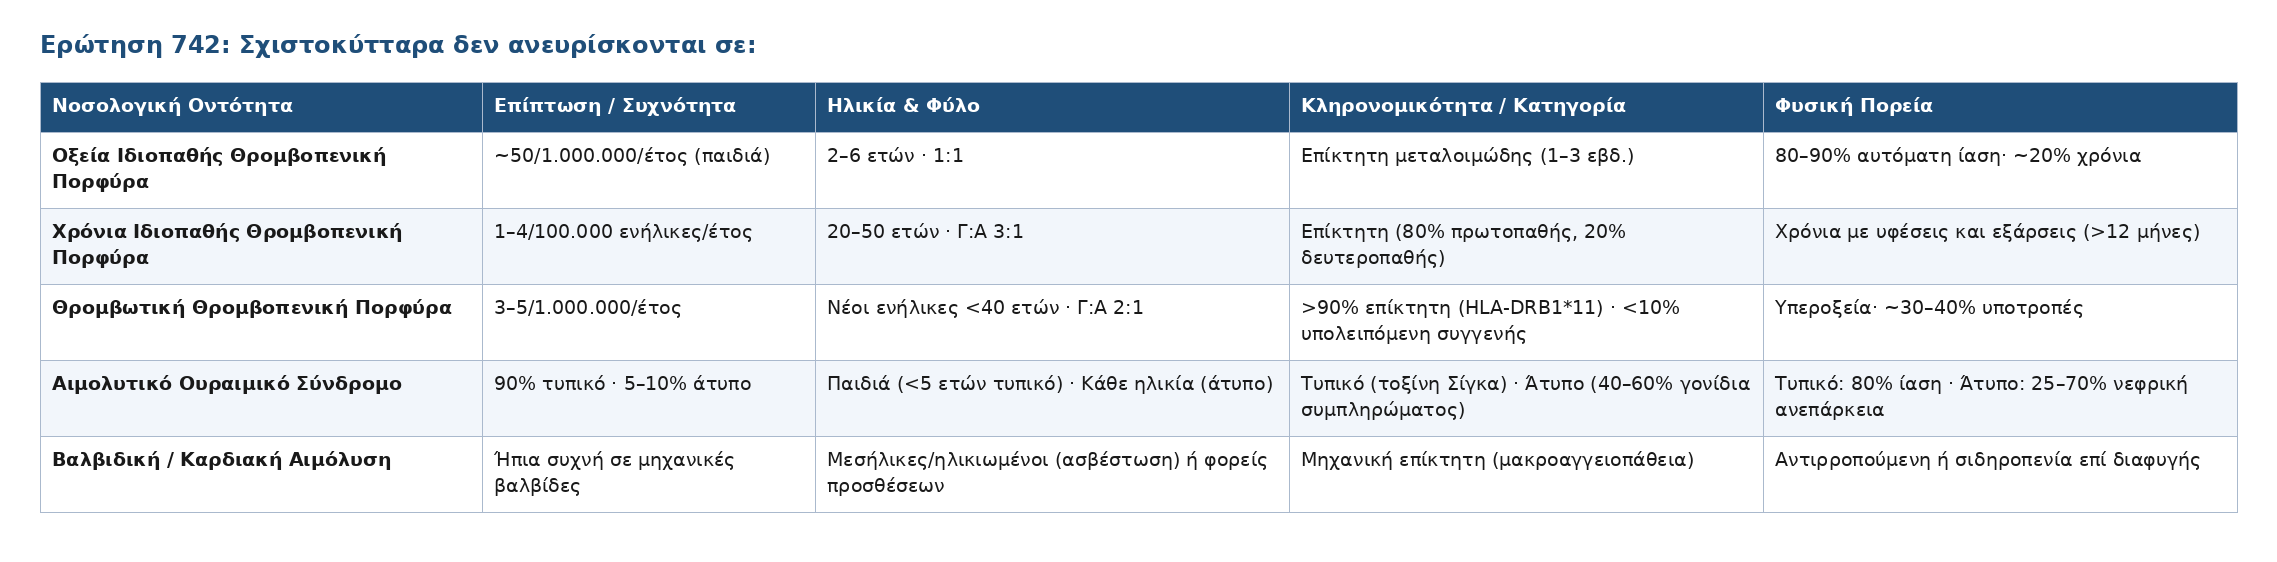 Ερώτηση 742: Σχιστοκύτταρα δεν ανευρίσκονται σε:
Νοσολογική Οντότητα
Επίπτωση / Συχνότητα
Ηλικία & Φύλο
Κληρονομικότητα / Κατηγορία
Φυσική Πορεία
Οξεία Ιδιοπαθής Θρομβοπενική
Πορφύρα
~50/1.000.000/έτος (παιδιά)
2–6 ετών · 1:1
Επίκτητη μεταλοιμώδης (1–3 εβδ.)
80–90% αυτόματη ίαση· ~20% χρόνια
Χρόνια Ιδιοπαθής Θρομβοπενική
Πορφύρα
1–4/100.000 ενήλικες/έτος
20–50 ετών · Γ:Α 3:1
Επίκτητη (80% πρωτοπαθής, 20%
δευτεροπαθής)
Χρόνια με υφέσεις και εξάρσεις (>12 μήνες)
Θρομβωτική Θρομβοπενική Πορφύρα
3–5/1.000.000/έτος
Νέοι ενήλικες <40 ετών · Γ:Α 2:1
>90% επίκτητη (HLA-DRB1*11) · <10%
υπολειπόμενη συγγενής
Υπεροξεία· ~30–40% υποτροπές
Αιμολυτικό Ουραιμικό Σύνδρομο
90% τυπικό · 5–10% άτυπο
Παιδιά (<5 ετών τυπικό) · Κάθε ηλικία (άτυπο)
Τυπικό (τοξίνη Σίγκα) · Άτυπο (40–60% γονίδια
συμπληρώματος)
Τυπικό: 80% ίαση · Άτυπο: 25–70% νεφρική
ανεπάρκεια
Βαλβιδική / Καρδιακή Αιμόλυση
Ήπια συχνή σε μηχανικές
βαλβίδες
Μεσήλικες/ηλικιωμένοι (ασβέστωση) ή φορείς
προσθέσεων
Μηχανική επίκτητη (μακροαγγειοπάθεια)
Αντιρροπούμενη ή σιδηροπενία επί διαφυγής